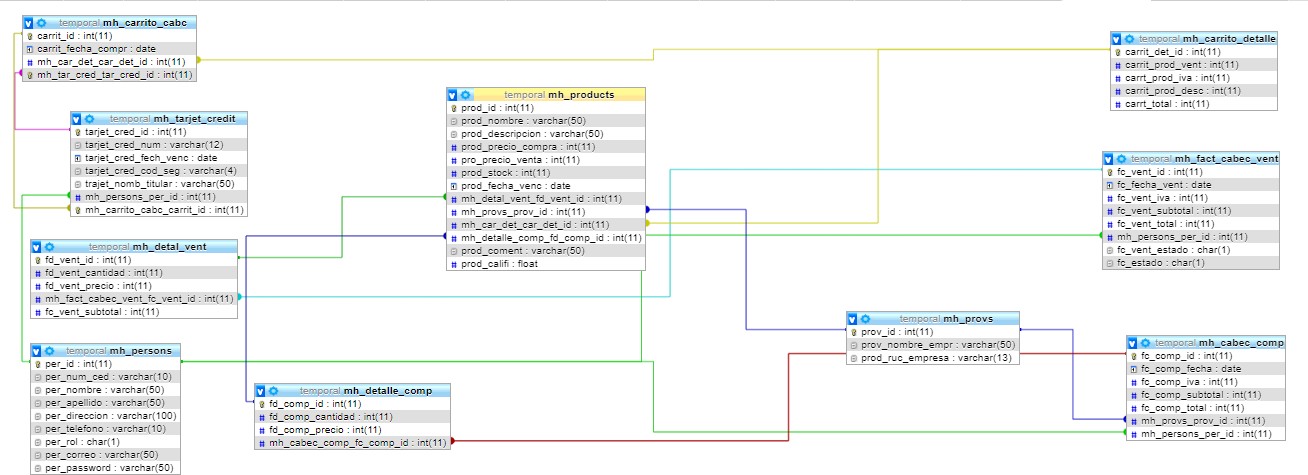 temporal mh_carrito_cabc
carrit_id : int(11)
carrit_fecha_compr : date
mh_car_det_car_det_id : int(11)
mh_tar_cred_tar_cred_id : int(11)
temporal mh_tarjet_credit
tarjet_cred_id : int(11)
tarjet_cred_num : varchar(12)
tarjet_cred_fech_venc : date
tarjet_cred_cod_seg : varchar(4)
trajet_nomb_titular : varchar(50)
mh_persons_per_id : int(11)
mh_carrito_cabc_carrit_id : int(11)
temporal mh_detal_vent
fd_vent_id : int(11)
fd_vent_cantidad : int(11)
fd_vent_precio : int(11)
mh_fact_cabec_vent_fc_vent_id : int(11)
fc_vent_subtotal : int(11)
temporal mh_persons
per_id : int(11)
per_num_ced : varchar(10)
per_nombre : varchar(50)
per_apellido : varchar(50)
per_direccion : varchar(100)
per_telefono : varchar(10)
per_rol : char(1)
per_correo : varchar(50)
per_password : varchar(50)
temporal mh_detalle_comp
fd_comp_id : int(11)
fd_comp_cantidad : int(11)
fd_comp_precio : int(11)
mh_cabec_comp_fc_comp_id : int(11)
temporal mh_products
prod_id : int(11)
prod_nombre : varchar(50)
prod_descripcion : varchar(50)
prod_precio_compra : int(11)
pro_precio_venta : int(11)
prod_stock : int(11)
prod_fecha_venc : date
mh_detal_vent_fd_vent_id : int(11)
mh_provs_prov_id : int(11)
mh_car_det_car_det_id : int(11)
mh_detalle_comp_fd_comp_id : int(11)
prod_coment : varchar(50)
prod_califi : float
temporal mh_provs
prov_id : int(11)
prov_nombre_empr : varchar(50)
prod_ruc_empresa : varchar(13)
temporal mh_carrito_detalle
carrit_det_id : int(11)
carrit_prod_vent : int(11)
carrt_prod_iva : int(11)
carrit_prod_desc : int(11)
carrt_total : int(11)
temporal mh_fact_cabec_vent
fc_vent_id : int(11)
fc_fecha_vent : date
fc_vent_iva : int(11)
fc_vent_subtotal : int(11)
fc_vent_total : int(11)
mh_persons_per_id : int(11)
fc_vent_estado : char(1)
fc_estado : char(1)
temporal mh_cabec_comp
fc_comp_id : int(11)
fc_comp_fecha : date
fc_comp_iva : int(11)
fc_comp_subtotal : int(11)
fc_comp_total : int(11)
mh_provs_prov_id : int(11)
mh_persons_per_id : int(11)